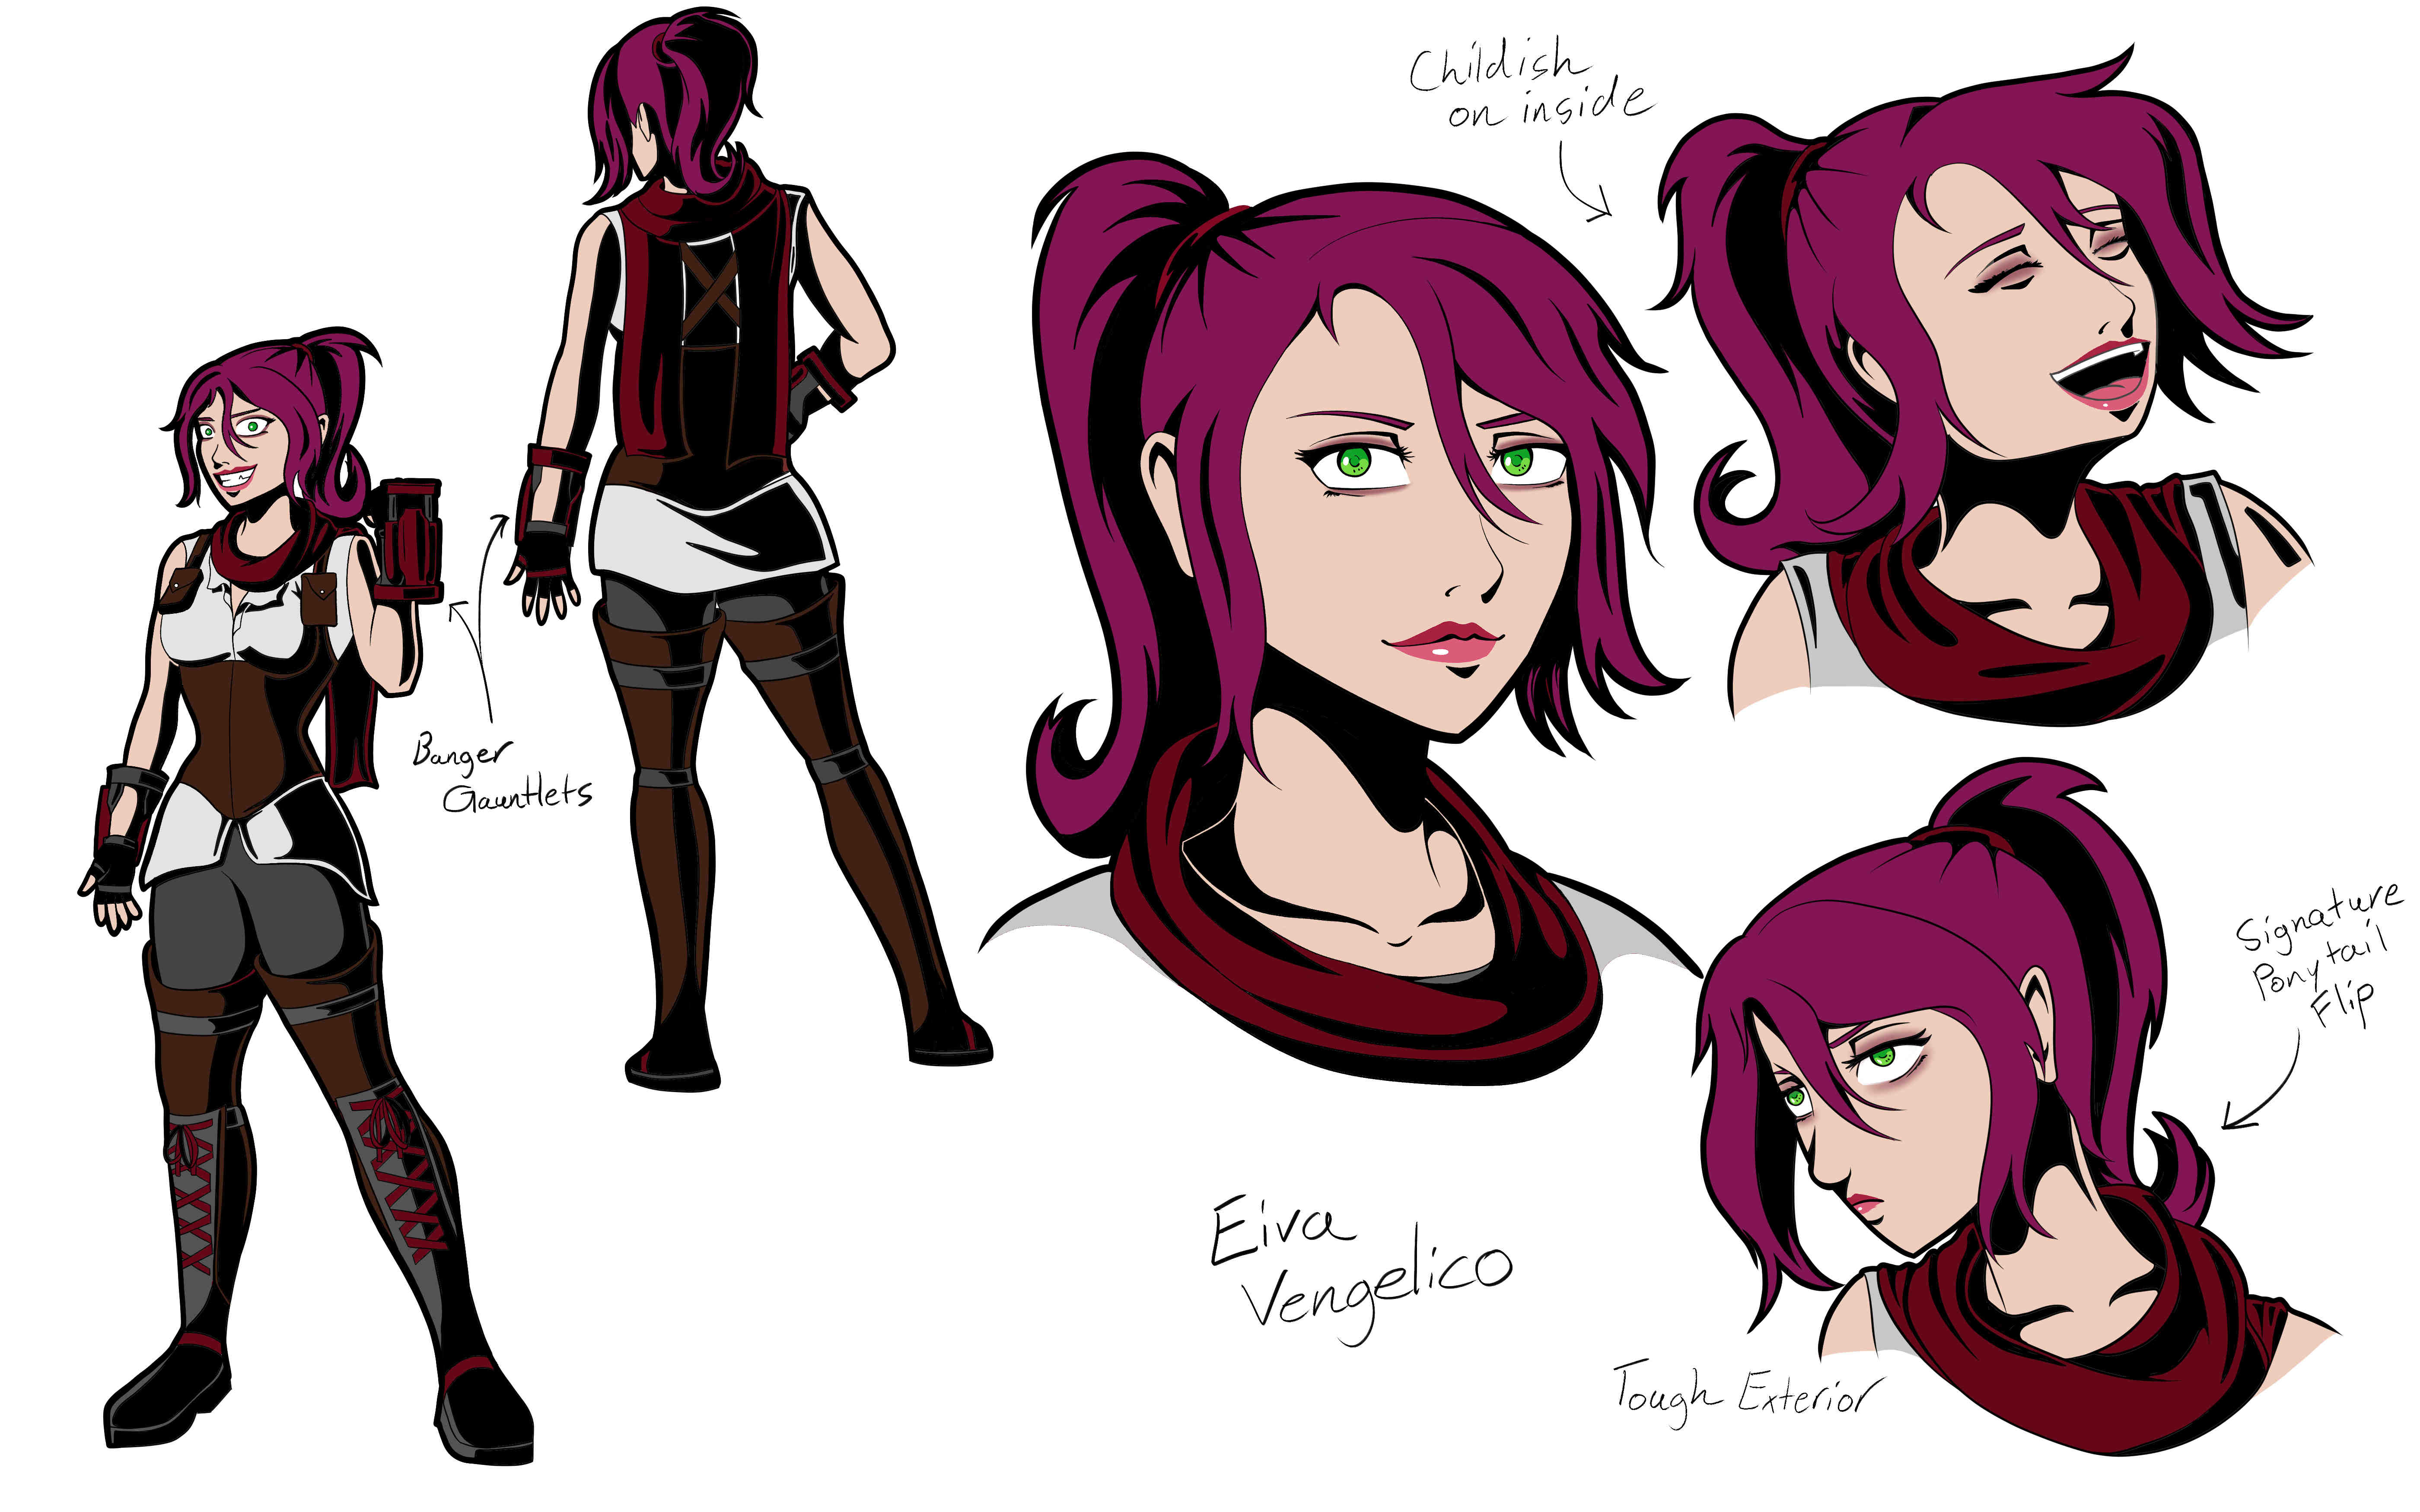 Childish
on inside
Banger
Gauntlets
Signature
Ponytail
Flip
Eiva
Vengelico
Tough Exterior